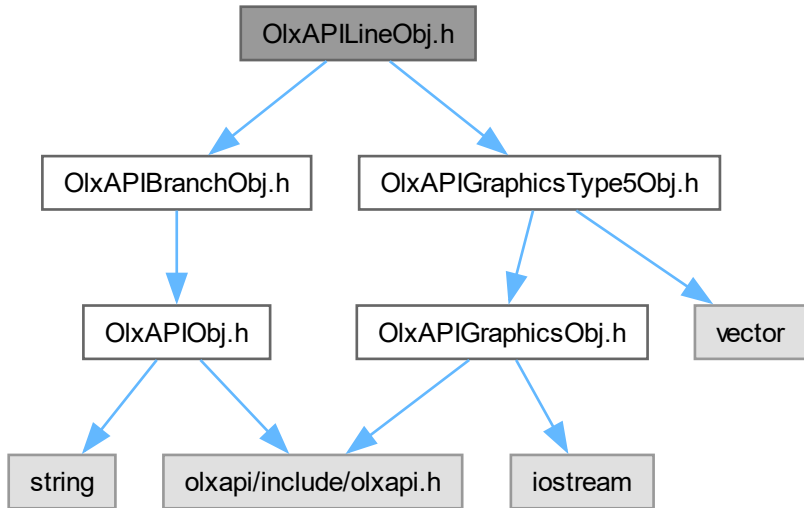 OlxAPILineObj.h
OlxAPIBranchObj.h
OlxAPIGraphicsType5Obj.h
OlxAPIObj.h
OlxAPIGraphicsObj.h
vector
string
olxapi/include/olxapi.h
iostream